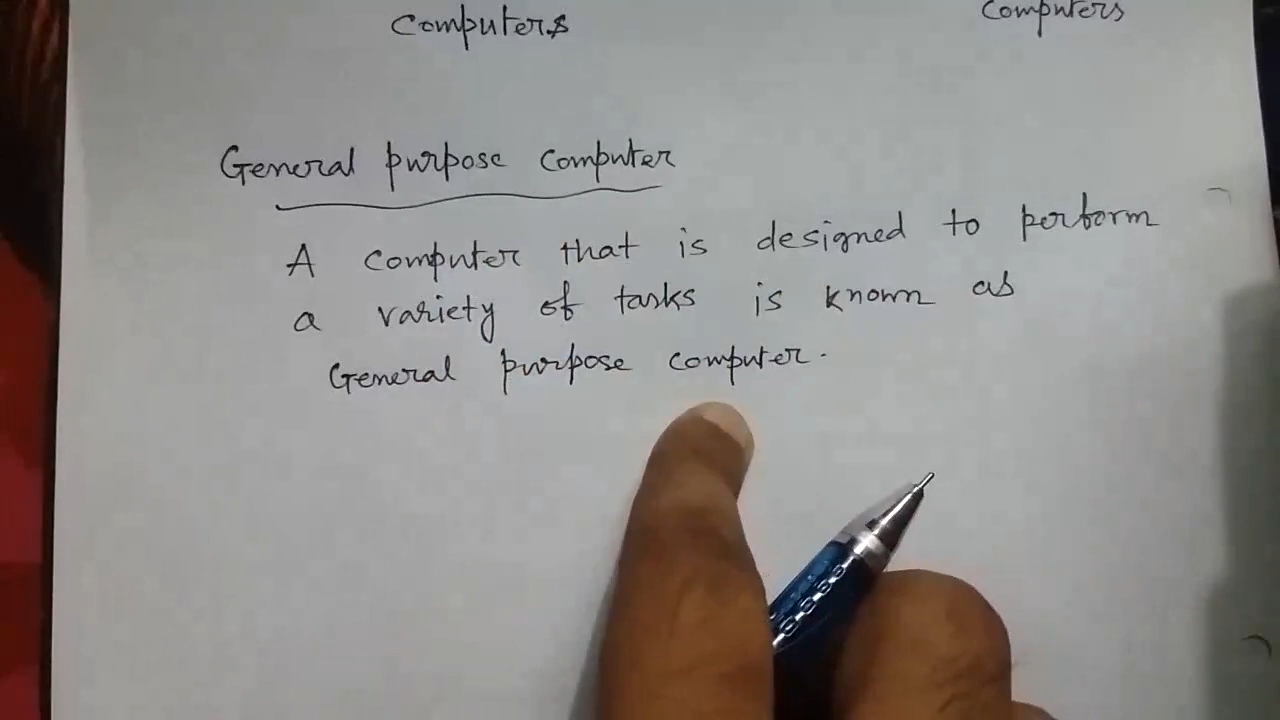 Computers Computers
General purpose computer
A computer that is designed to perform
a variety of tasks is known as
General purpose computer.